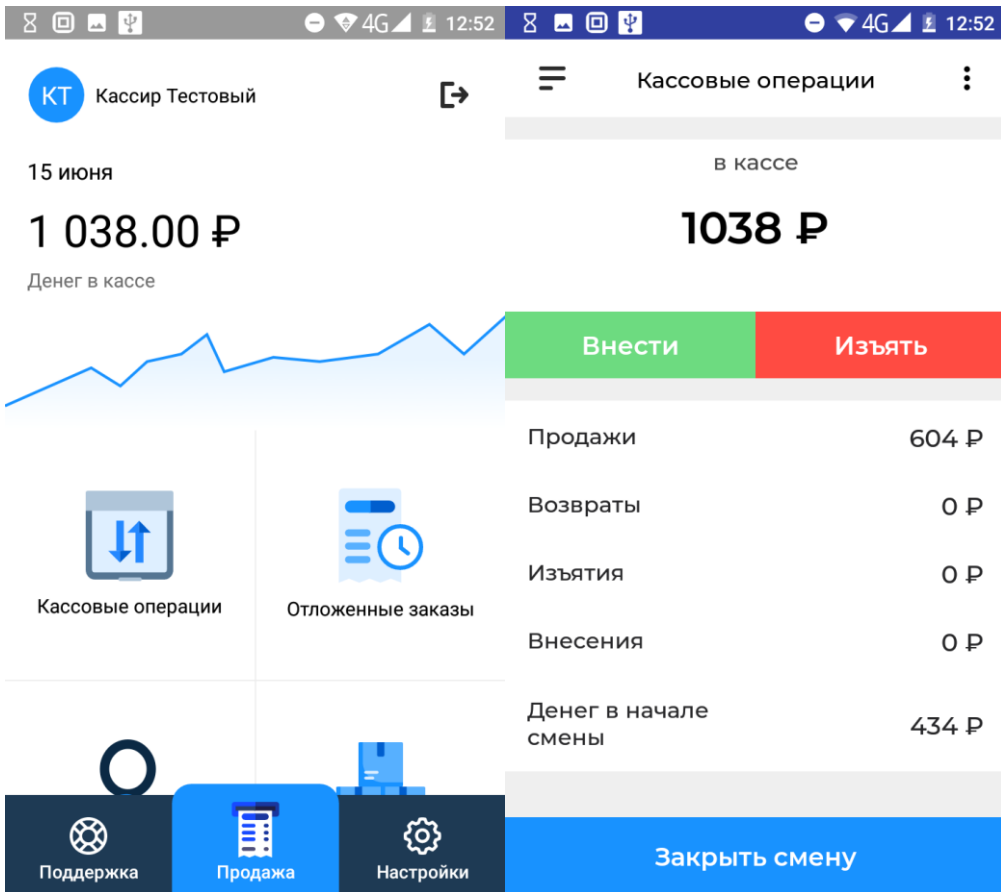 4G 12:52
КТ Кассир Тестовый
15 июня
1 038.00 ₽
Денег в кассе
Кассовые операции
Отложенные заказы
Поддержка
Продажа
Настройки
4G 12:52
Кассовые операции
в кассе
1038 ₽
Внести
Изъять
Продажи 604 ₽
Возвраты 0 ₽
Изъятия 0 ₽
Внесения 0 ₽
Денег в начале
смены 434 ₽
Закрыть смену